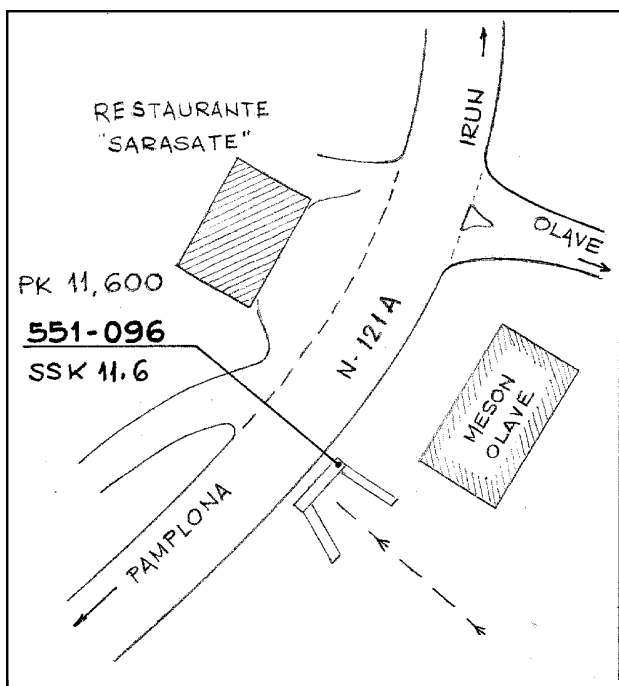 RESTAURANTE
"SARASATE"
IRUN
OLAVE
PK 11,600
551-096
SSK 11.6
N-121A
MESON
OLAVE
PAMPLONA